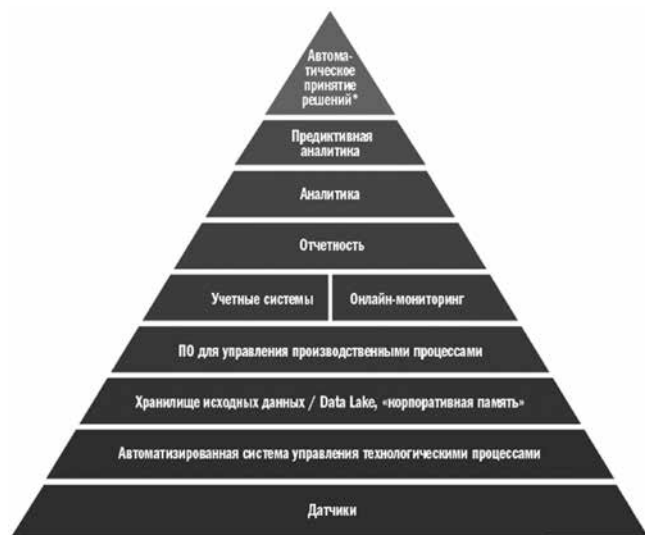 Автома-
тическое
принятие
решений*
Предиктивная
аналитика
Аналитика
Отчетность
Учетные системы
Онлайн-мониторинг
ПО для управления производственными процессами
Хранилище исходных данных / Data Lake, «корпоративная память»
Автоматизированная система управления технологическими процессами
Датчики